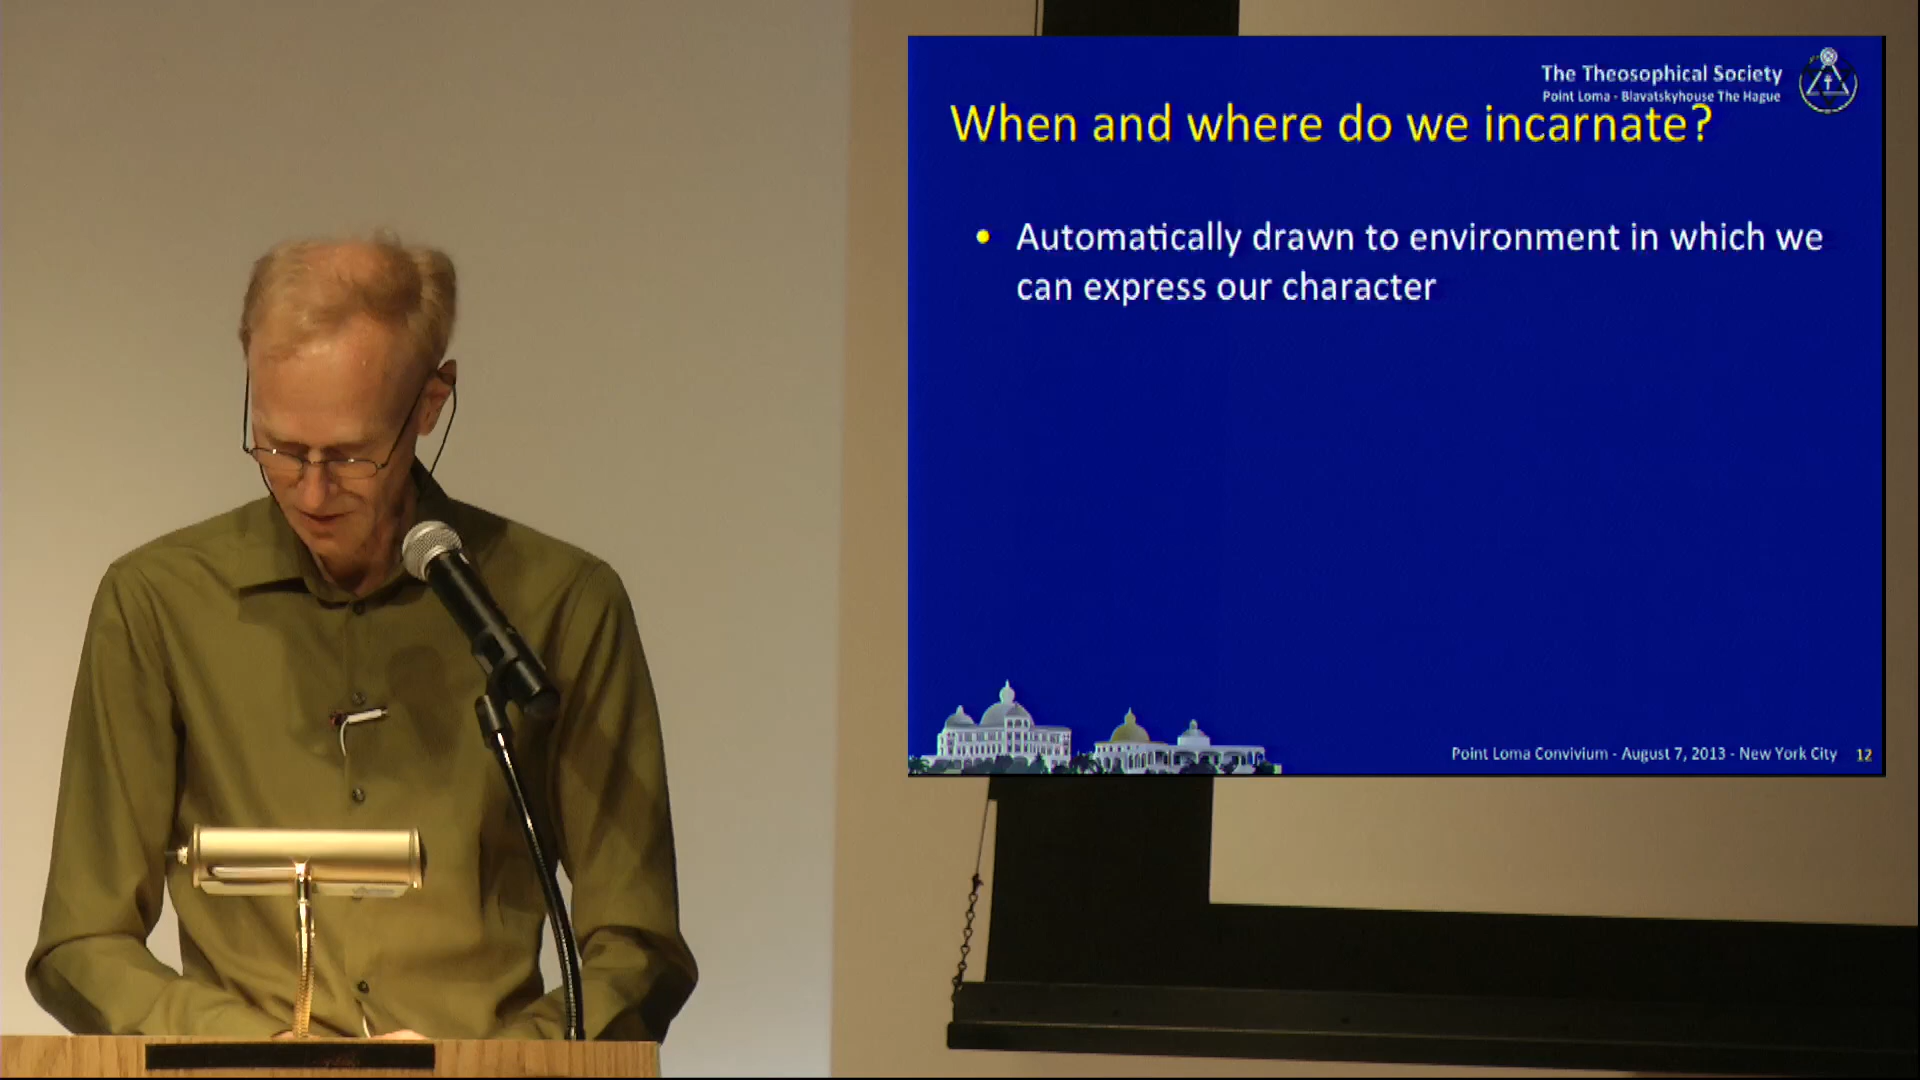 The Theosophical Society
Point Loma - Blavatskyhouse The Hague
When and where do we incarnate?
• Automatically drawn to environment in which we
can express our character
Point Loma Convivium - August 7, 2013 - New York City 12